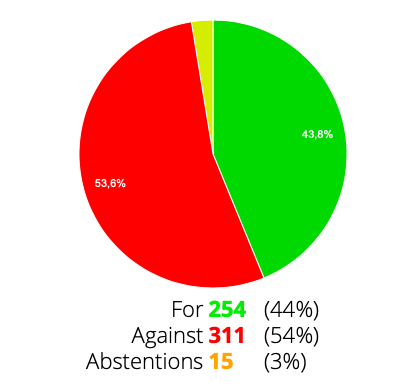 43,8%
53,6%
For 254 (44%)
Against 311 (54%)
Abstentions 15 (3%)